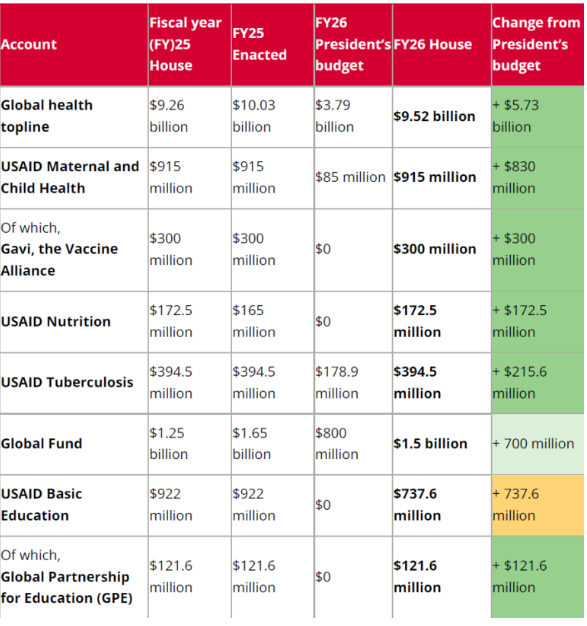 Account
Fiscal year
(FY)25
House
FY25
Enacted
FY26
President's
budget
FY26 House
Change from
President's
budget
Global health
topline
$9.26
billion
$10.03
billion
$3.79
billion
$9.52 billion
+ $5.73
billion
USAID Maternal and
Child Health
$915
million
$915
million
$85 million
$915 million
+ $830
million
Of which,
Gavi, the Vaccine
Alliance
$300
million
$300
million
$0
$300 million
+ $300
million
USAID Nutrition
$172.5
million
$165
million
$0
$172.5
million
+ $172.5
million
USAID Tuberculosis
$394.5
million
$394.5
million
$178.9
million
$394.5
million
+ $215.6
million
Global Fund
$1.25
billion
$1.65
billion
$800
million
$1.5 billion
+ 700 million
USAID Basic
Education
$922
million
$922
million
$0
$737.6
million
+ 737.6
million
Of which,
Global Partnership
for Education (GPE)
$121.6
million
$121.6
million
$0
$121.6
million
+ $121.6
million